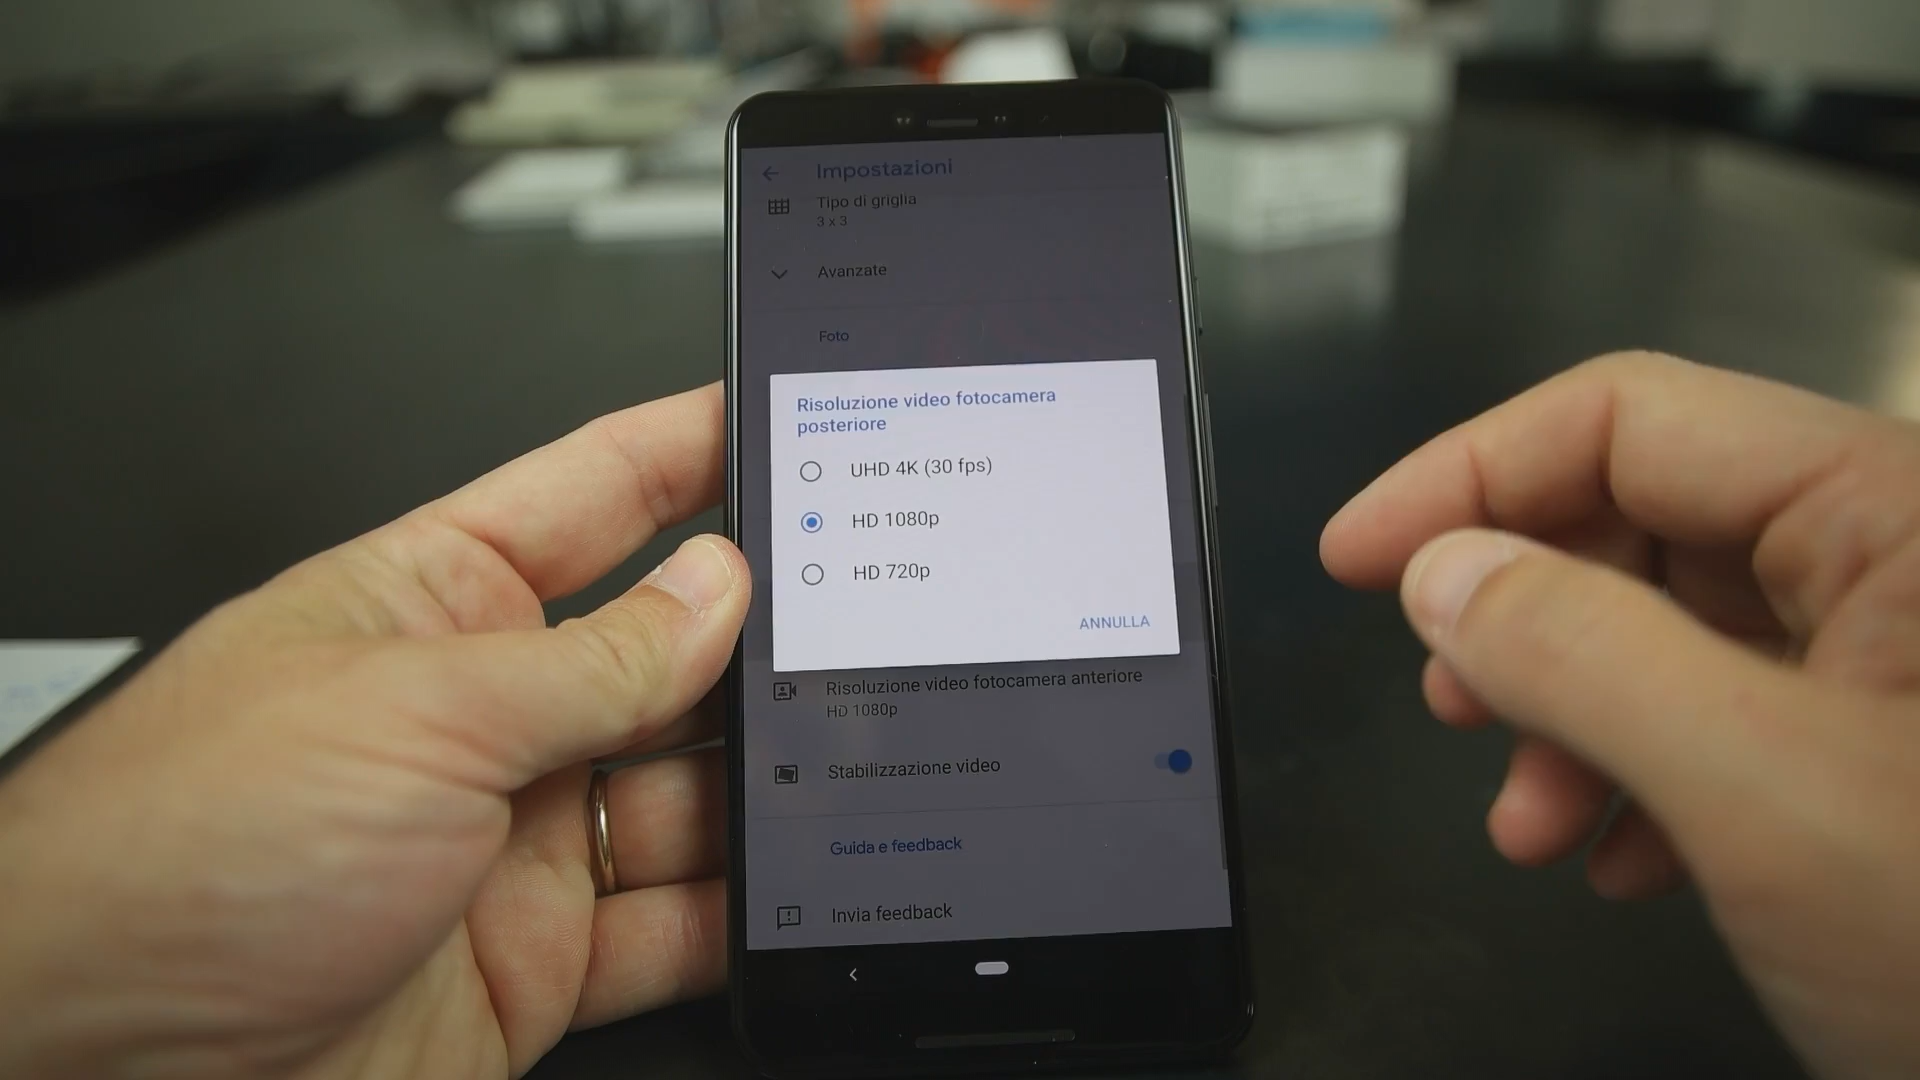 Impostazioni
Tipo di griglia
3 x 3
Avanzate
Foto
Risoluzione video fotocamera
posteriore
UHD 4K (30 fps)
HD 1080p
HD 720p
ANNULLA
Risoluzione video fotocamera anteriore
HD 1080p
Stabilizzazione video
Guida e feedback
Invia feedback